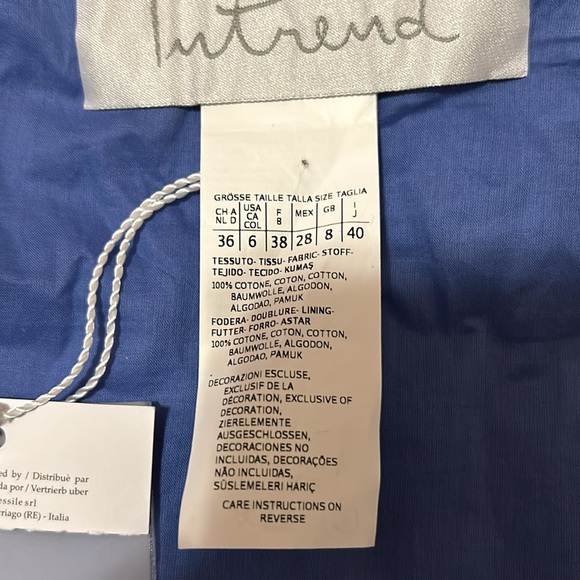 Intrend
GRÖSSE TAILLE TALLA SIZE TAGLIA
CH A NL D USA CA COL F B MEX GB I J
36 6 38 28 8 40
TESSUTO- TISSU- FABRIC- STOFF-
TEJIDO- TECIDO- KUMAŞ
100% COTONE, COTON, COTTON,
BAUMWOLLE, ALGODON,
ALGODAO, PAMUK
FODERA- DOUBLURE- LINING-
FUTTER- FORRO- ASTAR
100% COTONE, COTON, COTTON,
BAUMWOLLE, ALGODON,
ALGODAO, PAMUK
DECORAZIONI ESCLUSE,
EXCLUSIF DE LA
DÉCORATION, EXCLUSIVE OF
DECORATION,
ZIERELEMENTE
AUSGESCHLOSSEN,
DECORACIONES NO
INCLUIDAS, DECORAÇÕES
NÃO INCLUIDAS,
SÜSLEMELERI HARIÇ
CARE INSTRUCTIONS ON
REVERSE
ed by / Distribuè par
da por / Vertrierb uber
essile srl
rriago (RE) - Italia